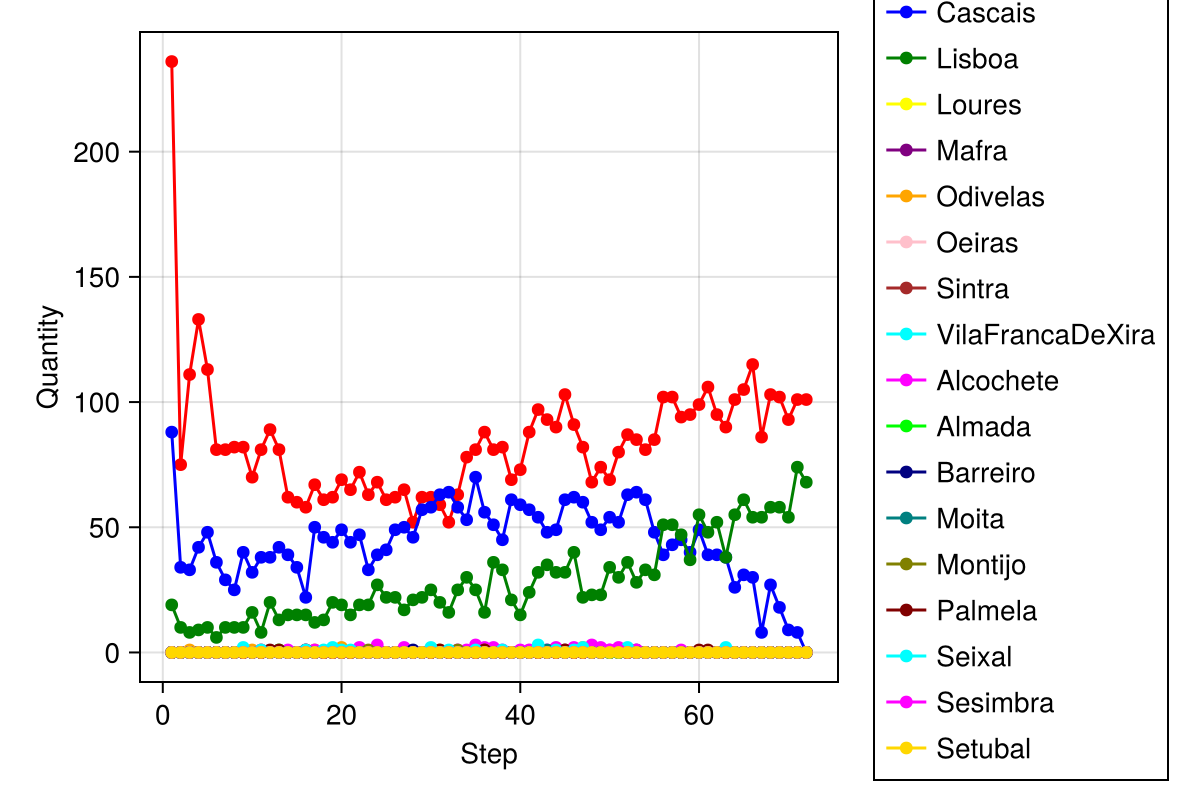 Quantity
200
150
100
50
0
0 20 40 60
Step
Cascais
Lisboa
Loures
Mafra
Odivelas
Oeiras
Sintra
VilaFrancaDeXira
Alcochete
Almada
Barreiro
Moita
Montijo
Palmela
Seixal
Sesimbra
Setubal